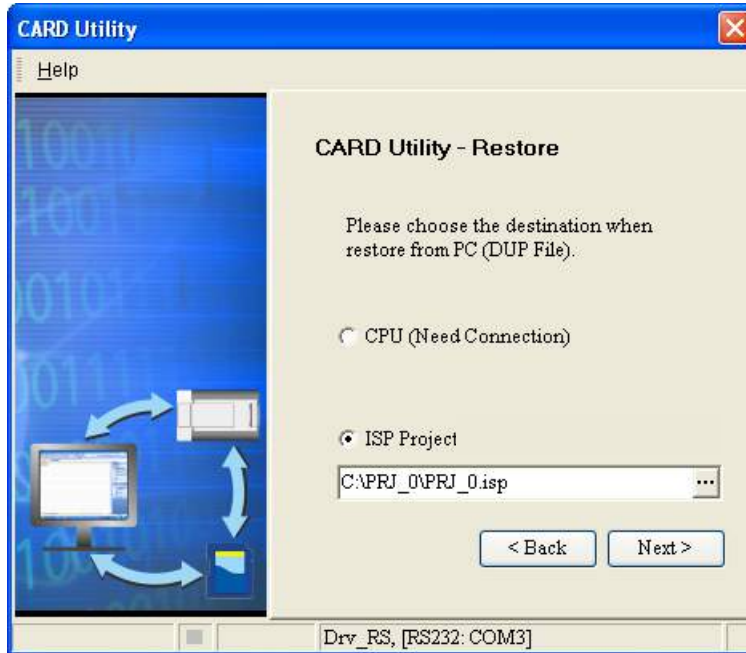 CARD Utility
Help
CARD Utility - Restore
Please choose the destination when
restore from PC (DUP File).
CPU (Need Connection)
ISP Project
C:\PRJ_0\PRJ_0.isp
...
< Back
Next >
Drv_RS, [RS232: COM3]